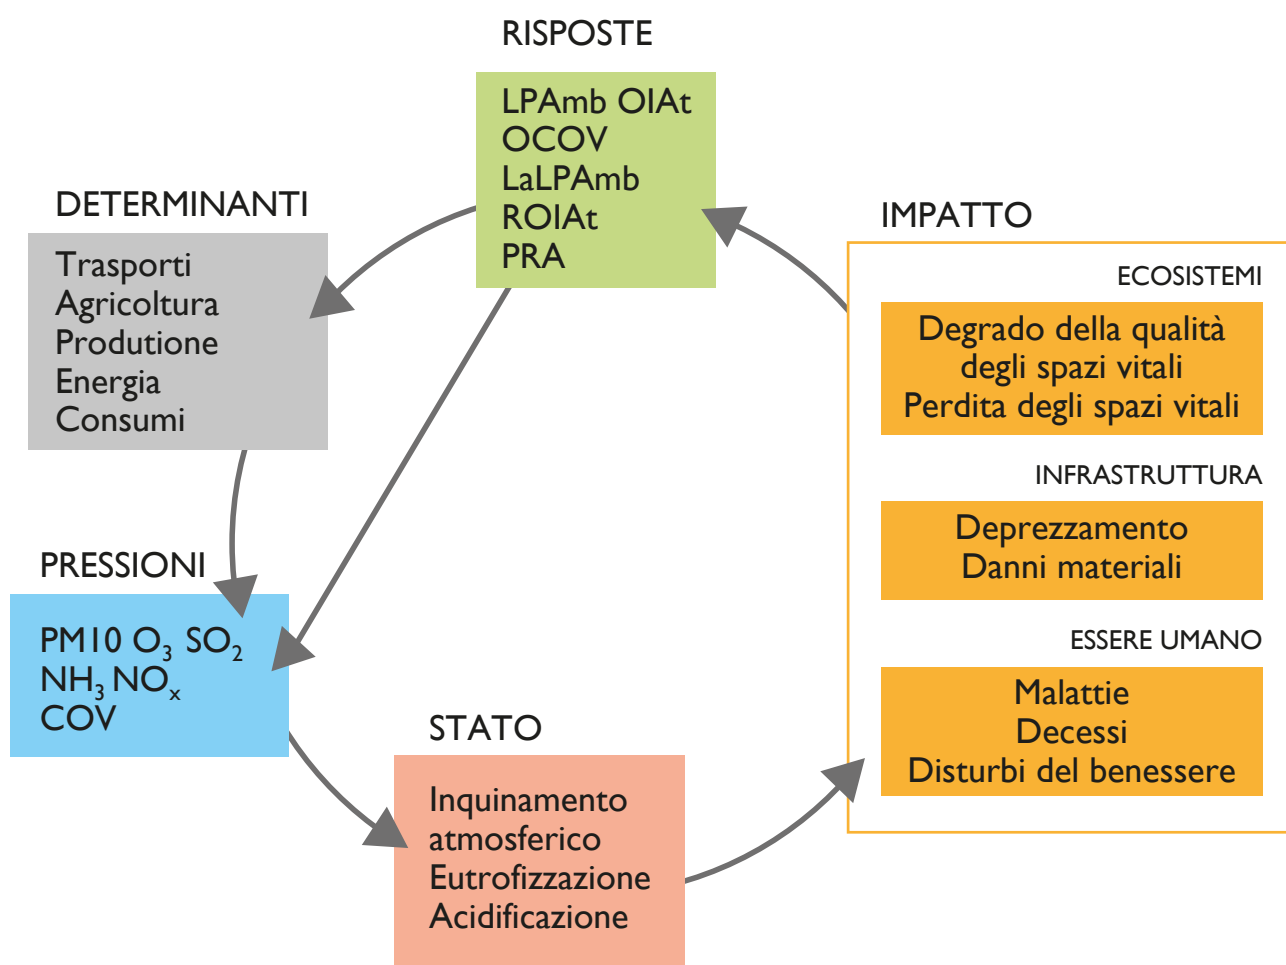 RISPOSTE
LPAmb OIAt
OCOV
LaLPAmb
ROIAt
PRA
DETERMINANTI
Trasporti
Agricoltura
Produtione
Energia
Consumi
PRESSIONI
PM10 O₃ SO₂
NH₃ NOₓ
COV
STATO
Inquinamento
atmosferico
Eutrofizzazione
Acidificazione
IMPATTO
ECOSISTEMI
Degrado della qualità
degli spazi vitali
Perdita degli spazi vitali
INFRASTRUTTURA
Deprezzamento
Danni materiali
ESSERE UMANO
Malattie
Decessi
Disturbi del benessere